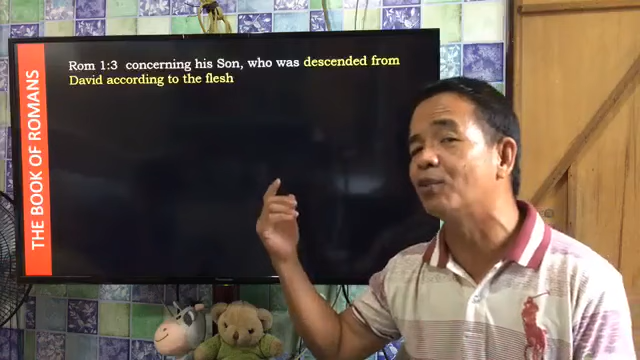 Rom 1:3 concerning his Son, who was descended from
David according to the flesh
THE BOOK OF ROMANS